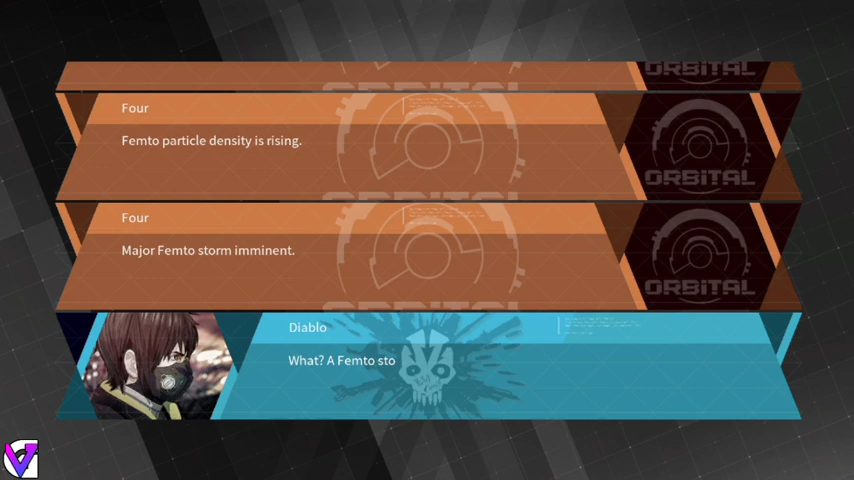 ORBITAL
Four
Femto particle density is rising.
ORBITAL
Four
Major Femto storm imminent.
ORBITAL
Diablo
What? A Femto sto